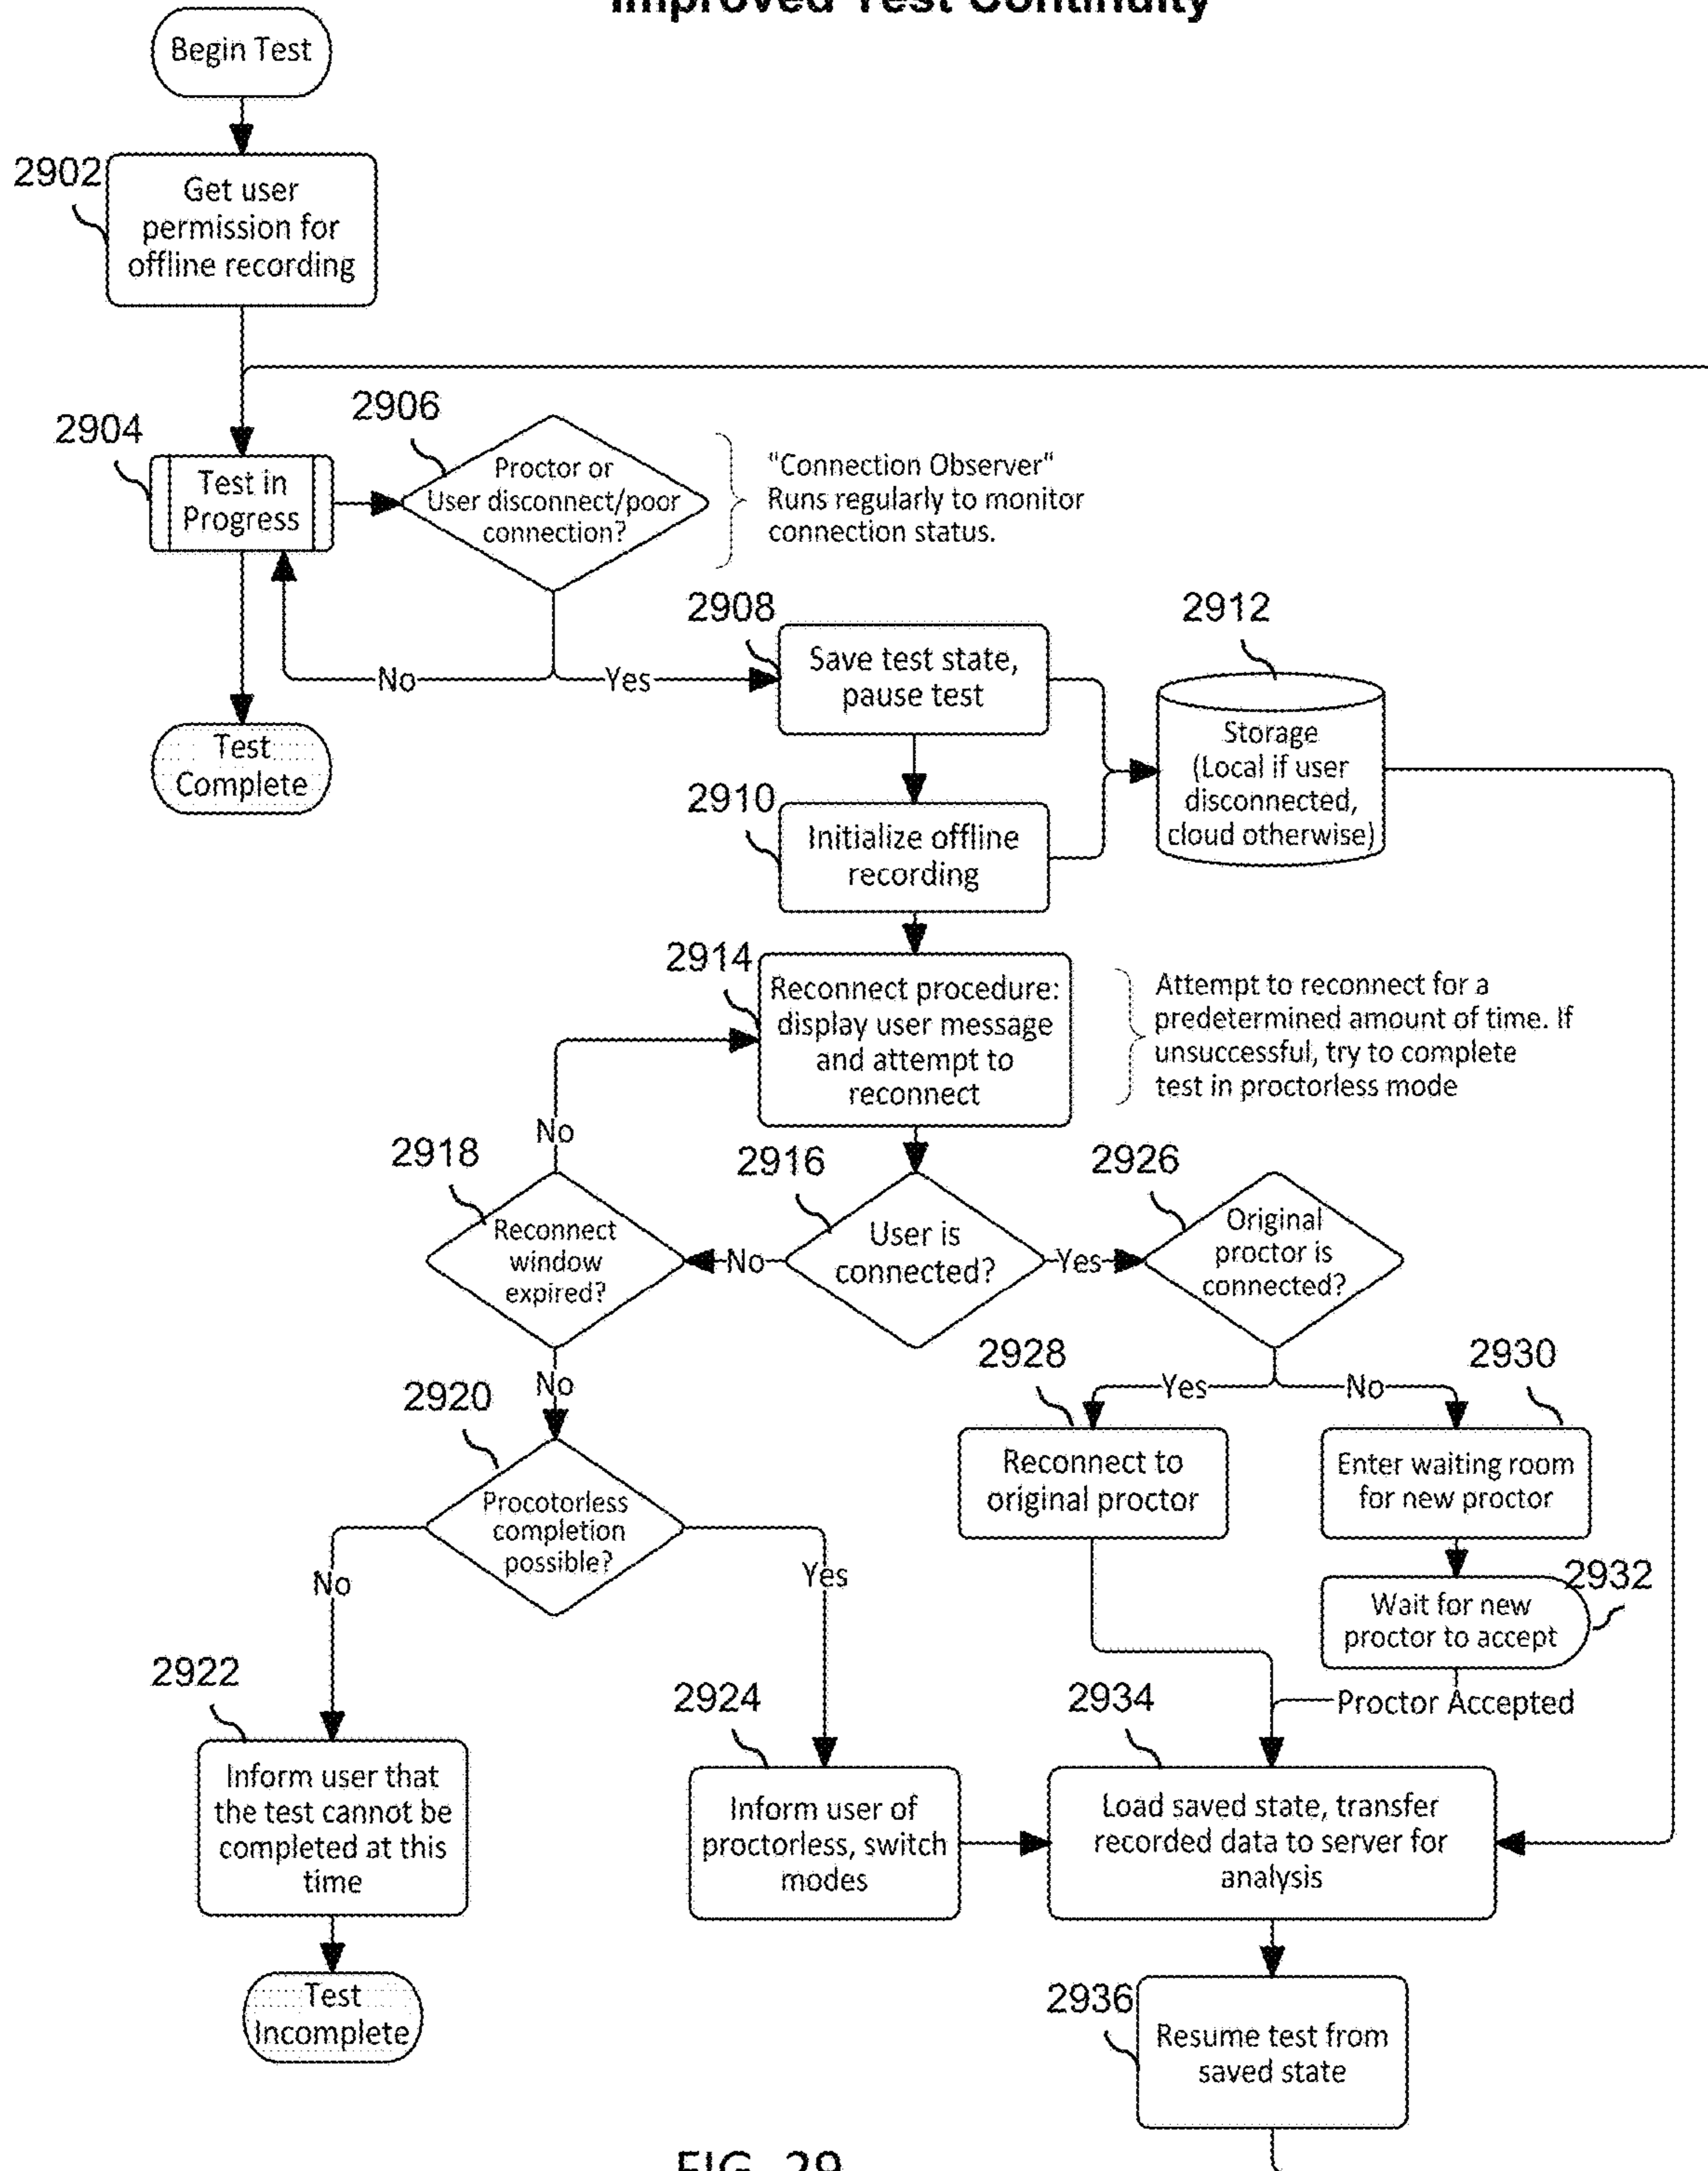 Improved Test Continuity
Begin Test
2902
Get user
permission for
offline recording
2904
Test in
Progress
2906
Proctor or
User disconnect/poor
connection?
"Connection Observer"
Runs regularly to monitor
connection status.
No
Yes
Test
Complete
2908
Save test state,
pause test
2912
Storage
(Local if user
disconnected,
cloud otherwise)
2910
Initialize offline
recording
2914
Reconnect procedure:
display user message
and attempt to
reconnect
Attempt to reconnect for a
predetermined amount of time. If
unsuccessful, try to complete
test in proctorless mode
No
2918
Reconnect
window
expired?
No
2916
User is
connected?
Yes
2926
Original
proctor is
connected?
No
2920
Procotorless
completion
possible?
Yes
No
2928
Reconnect to
original proctor
2930
Enter waiting room
for new proctor
2932
Wait for new
proctor to accept
Proctor Accepted
No
Yes
2922
Inform user that
the test cannot be
completed at this
time
2924
Inform user of
proctorless, switch
modes
2934
Load saved state, transfer
recorded data to server for
analysis
Test
Incomplete
2936
Resume test from
saved state
FIG. 29